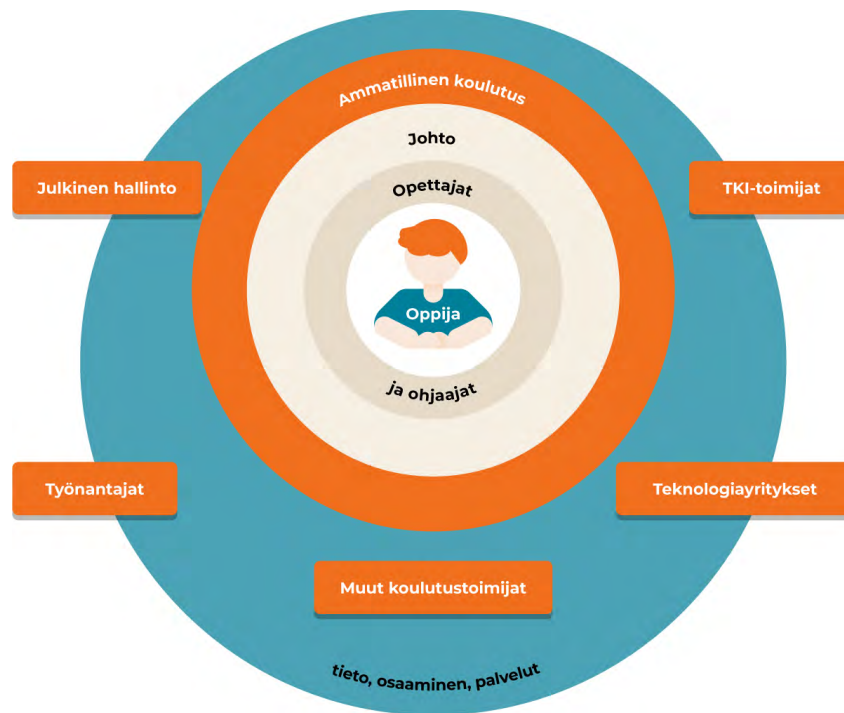 Ammatillinen koulutus
Johto
Julkinen hallinto
TKI-toimijat
Opettajat
Oppija
ja ohjaajat
Työnantajat
Teknologiayritykset
Muut koulutustoimijat
tieto, osaaminen, palvelut